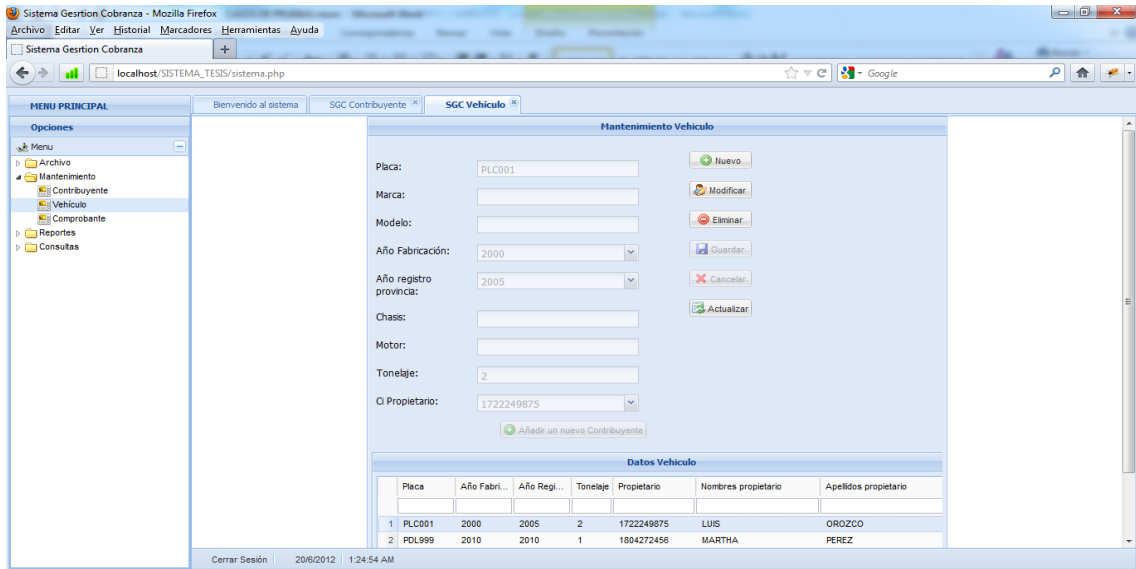 Sistema Gesrtion Cobranza - Mozilla Firefox
Archivo Editar Ver Historial Marcadores Herramientas Ayuda
Sistema Gesrtion Cobranza +
localhost/SISTEMA_TESIS/sistema.php Google
MENU PRINCIPAL
Bienvenido al sistema SGC Contribuyente SGC Vehículo
Opciones
Menu
Archivo
Mantenimiento
Contribuyente
Vehículo
Comprobante
Reportes
Consultas
Mantenimiento Vehiculo
Placa: PLC001 Nuevo
Marca: Modificar
Modelo: Eliminar
Año Fabricación: 2000 Guardar
Año registro provincia: 2005 Cancelar
Chasis: Actualizar
Motor:
Tonelaje: 2
Ci Propietario: 1722249875
Añadir un nuevo Contribuyente
Datos Vehiculo
Placa Año Fabri... Año Regi... Tonelaje Propietario Nombres propietario Apellidos propietario
1 PLC001 2000 2005 2 1722249875 LUIS OROZCO
2 PDL999 2010 2010 1 1804272456 MARTHA PEREZ
Cerrar Sesión 20/6/2012 1:24:54 AM